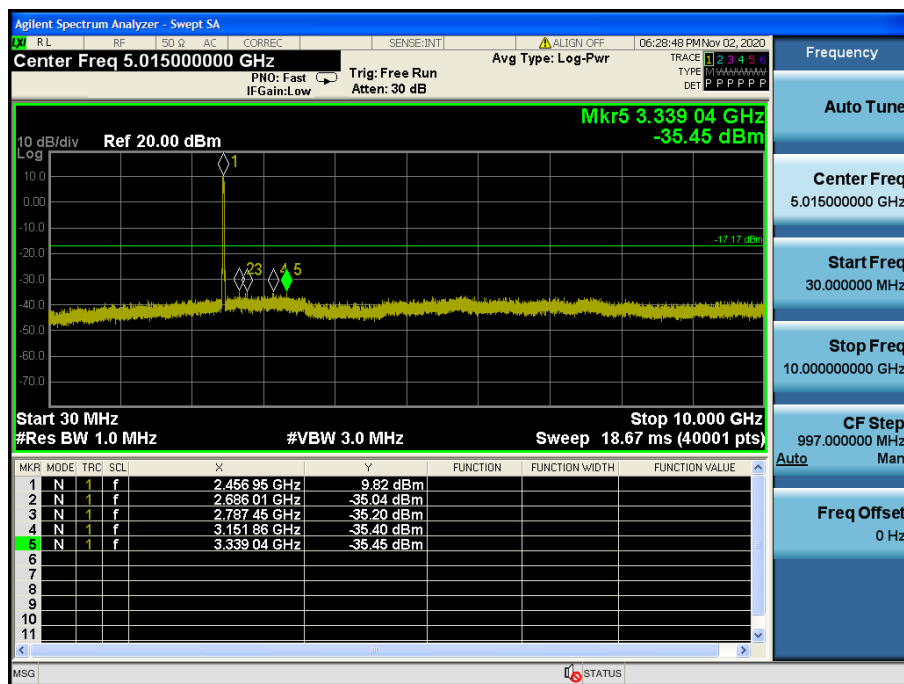 Agilent Spectrum Analyzer - Swept SA
LXI RL RF 50 Ω AC CORREC SENSE:INT ALIGN OFF 06:28:48 PM Nov 02, 2020
Center Freq 5.015000000 GHz
PNO: Fast
IFGain:Low
Trig: Free Run
Atten: 30 dB
Avg Type: Log-Pwr
TRACE 1 2 3 4 5 6
TYPE M WWWWW
DET P P P P P P
Mkr5 3.339 04 GHz
-35.45 dBm
10 dB/div Ref 20.00 dBm
Log
10.0
0.00
-10.0
-20.0
-30.0
-40.0
-50.0
-60.0
-70.0
1
-17.17 dBm
2 3 4 5
Start 30 MHz Stop 10.000 GHz
#Res BW 1.0 MHz #VBW 3.0 MHz Sweep 18.67 ms (40001 pts)
MKR MODE TRC SCL X Y FUNCTION FUNCTION WIDTH FUNCTION VALUE
1 N 1 f 2.456 95 GHz 9.82 dBm
2 N 1 f 2.686 01 GHz -35.04 dBm
3 N 1 f 2.787 45 GHz -35.20 dBm
4 N 1 f 3.151 86 GHz -35.40 dBm
5 N 1 f 3.339 04 GHz -35.45 dBm
6
7
8
9
10
11
MSG STATUS
Frequency
Auto Tune
Center Freq
5.015000000 GHz
Start Freq
30.000000 MHz
Stop Freq
10.000000000 GHz
CF Step
997.000000 MHz
Auto Man
Freq Offset
0 Hz